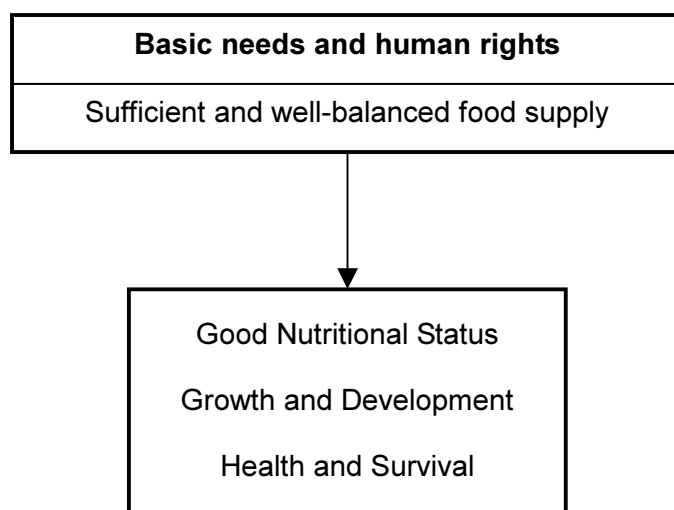 Basic needs and human rights
Sufficient and well-balanced food supply
Good Nutritional Status
Growth and Development
Health and Survival